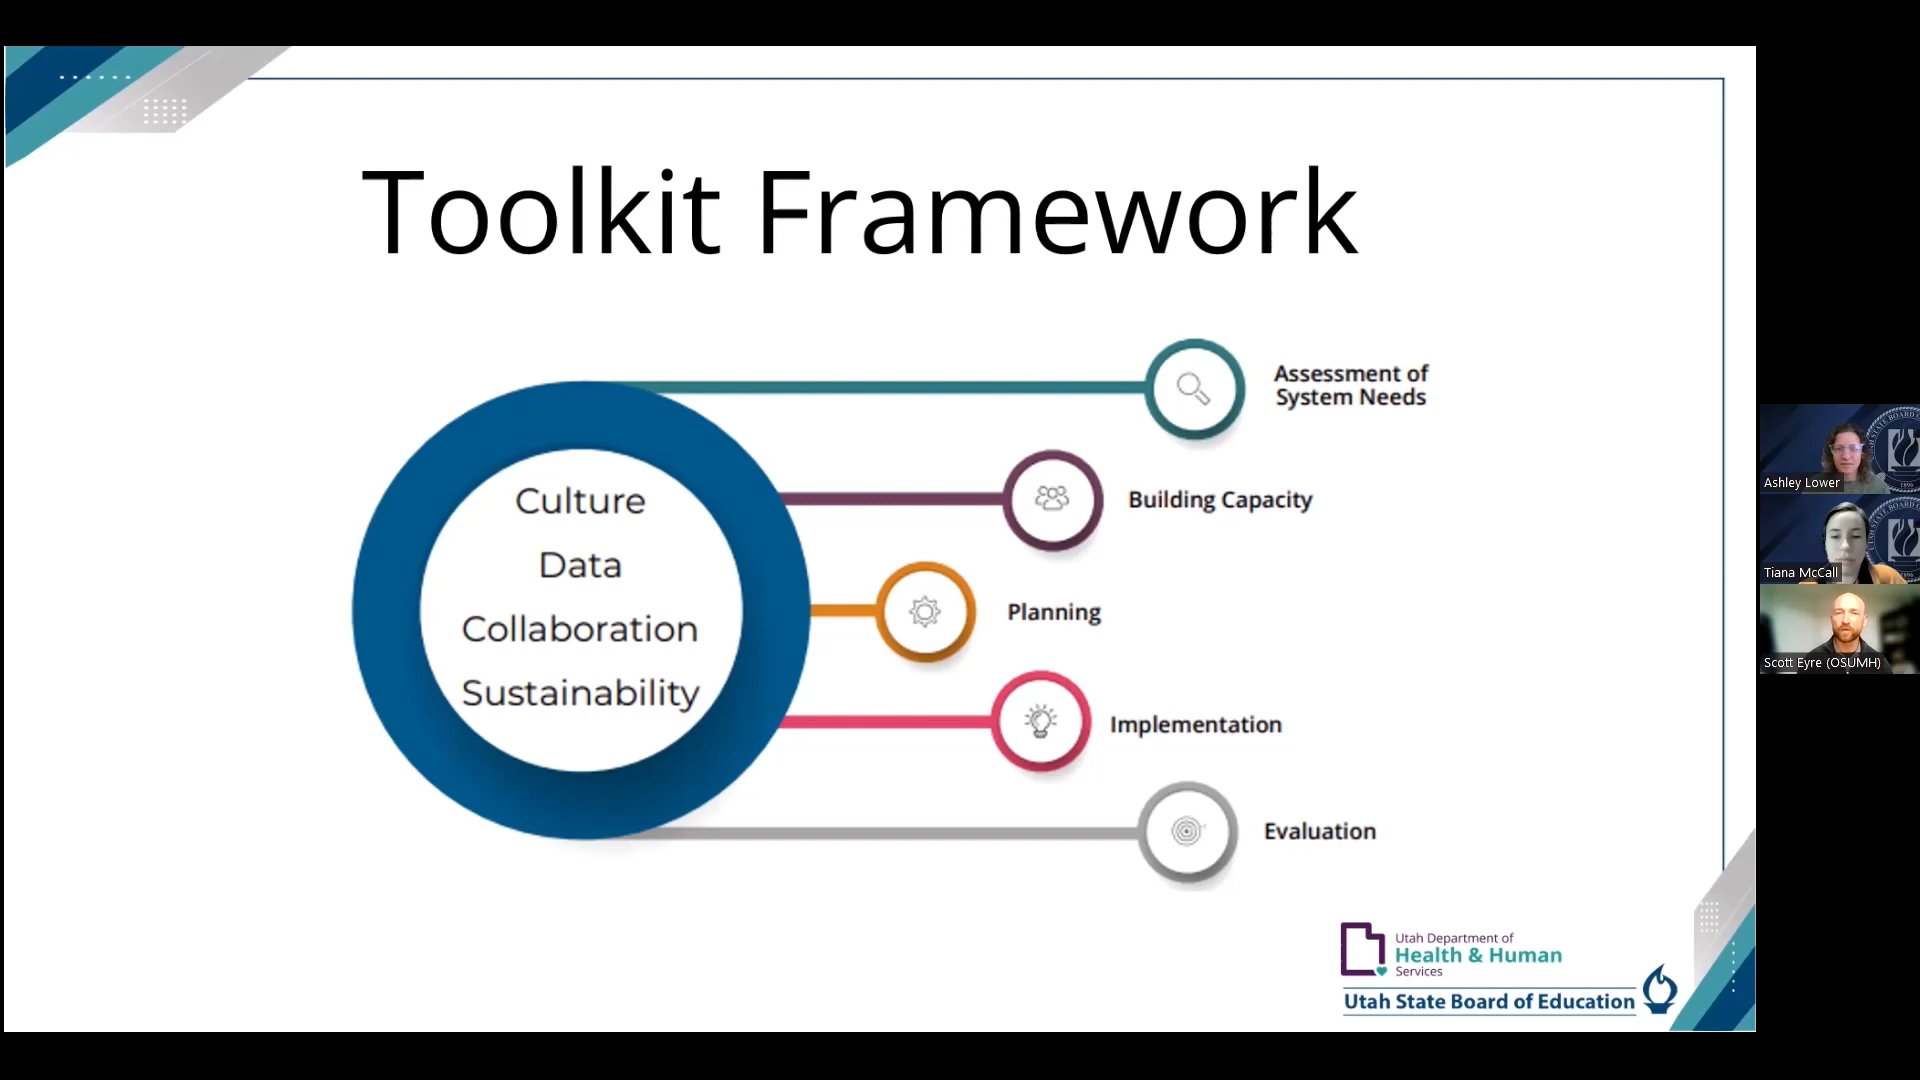 Toolkit Framework
Culture
Data
Collaboration
Sustainability
Assessment of
System Needs
Building Capacity
Planning
Implementation
Evaluation
Utah Department of
Health & Human
Services
Utah State Board of Education
Ashley Lower
Tiana McCall
Scott Eyre (OSUMH)